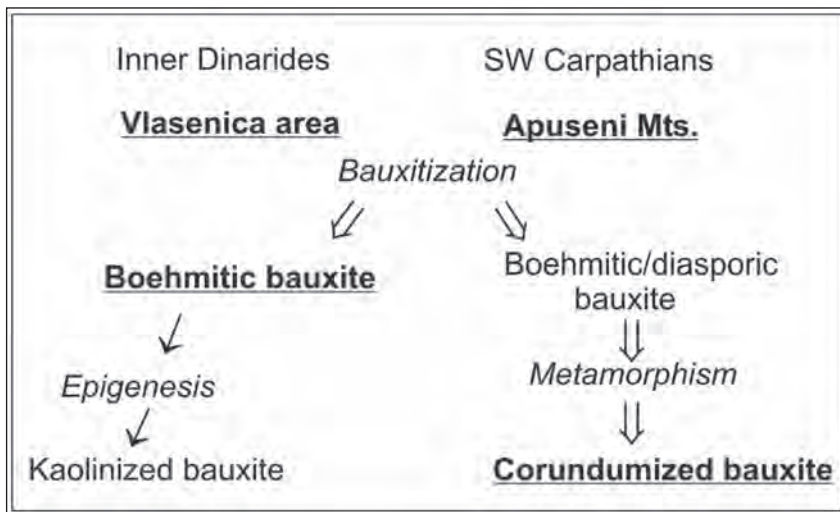 Inner Dinarides SW Carpathians
Vlasenica area Apuseni Mts.
Bauxitization
Boehmitic bauxite Boehmitic/diasporic
bauxite
Epigenesis Metamorphism
Kaolinized bauxite Corundumized bauxite